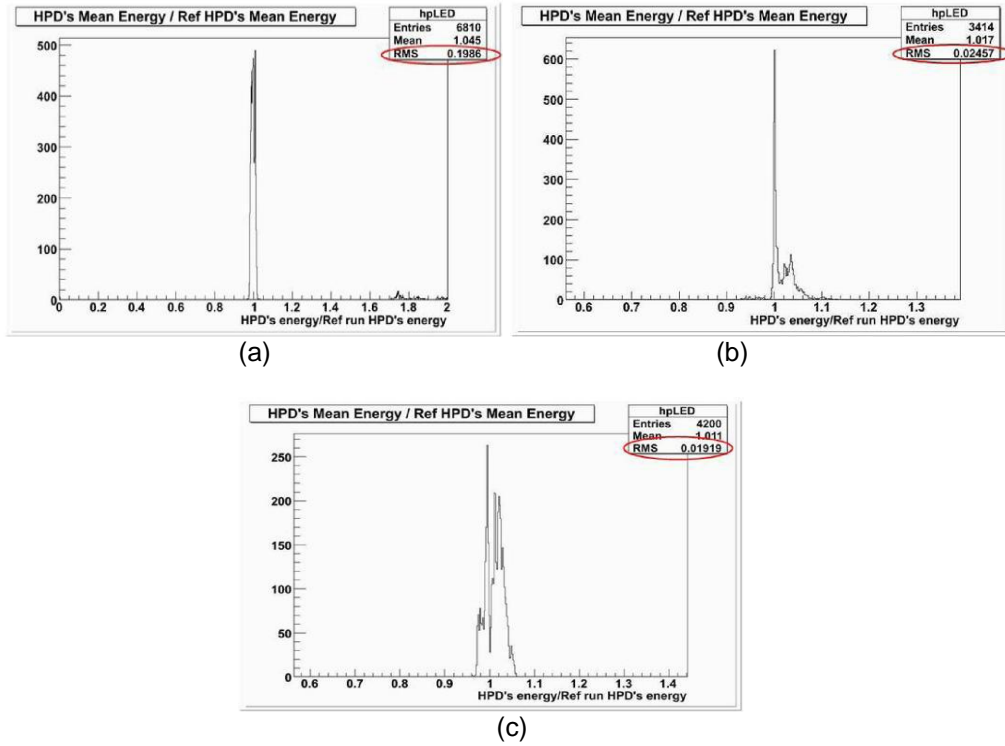 HPD's Mean Energy / Ref HPD's Mean Energy
hpLED
Entries 6810
Mean 1.045
RMS 0.1986
500
400
300
200
100
0
0 0.2 0.4 0.6 0.8 1 1.2 1.4 1.6 1.8 2
HPD's energy/Ref run HPD's energy
(a)
HPD's Mean Energy / Ref HPD's Mean Energy
hpLED
Entries 3414
Mean 1.017
RMS 0.02457
600
500
400
300
200
100
0
0.6 0.7 0.8 0.9 1 1.1 1.2 1.3
HPD's energy/Ref run HPD's energy
(b)
HPD's Mean Energy / Ref HPD's Mean Energy
hpLED
Entries 4200
Mean 1.011
RMS 0.01919
250
200
150
100
50
0
0.6 0.7 0.8 0.9 1 1.1 1.2 1.3 1.4
HPD's energy/Ref run HPD's energy
(c)